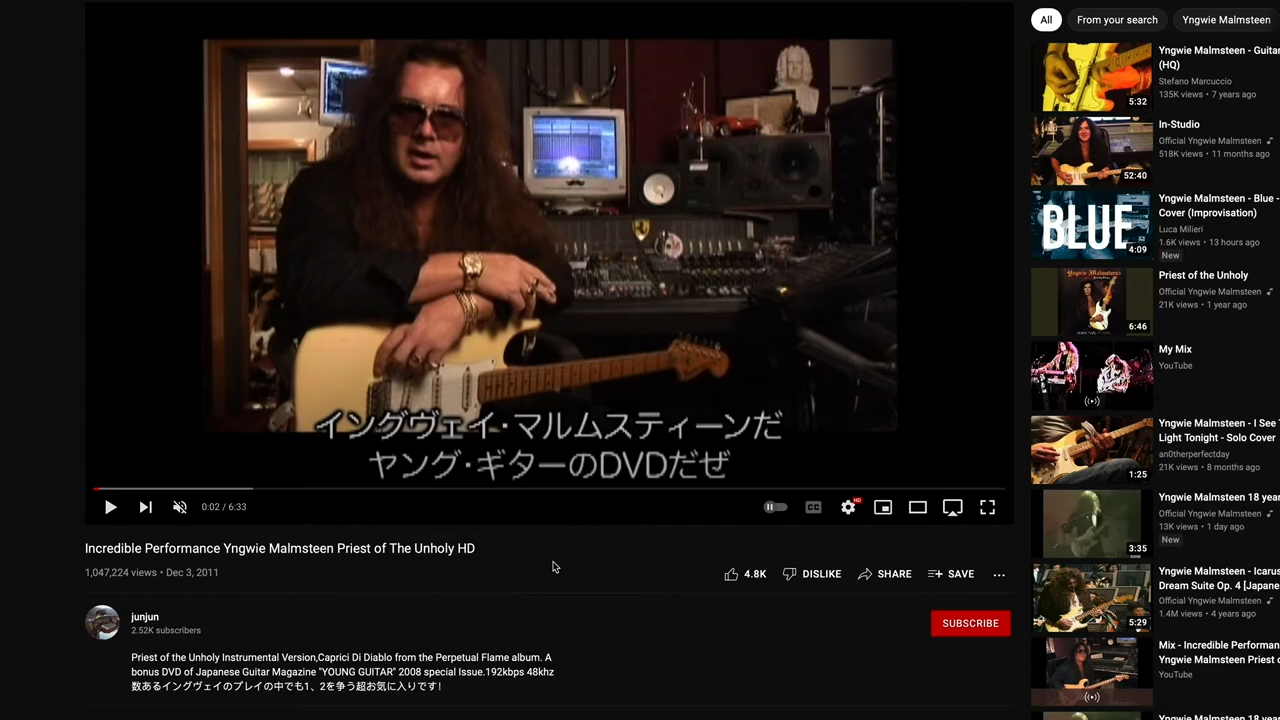 イングヴェイ・マルムスティーンだ
ヤング・ギターのDVDだぜ
0:02 / 6:33
CC
HD
Incredible Performance Yngwie Malmsteen Priest of The Unholy HD
1,047,224 views • Dec 3, 2011
4.8K
DISLIKE
SHARE
SAVE
junjun
2.52K subscribers
SUBSCRIBE
Priest of the Unholy Instrumental Version,Caprici Di Diablo from the Perpetual Flame album. A
bonus DVD of Japanese Guitar Magazine "YOUNG GUITAR" 2008 special Issue.192kbps 48khz
数あるイングヴェイのプレイの中でも1、2を争う超お気に入りです!
All
From your search
Yngwie Malmsteen
Yngwie Malmsteen - Guita
(HQ)
Stefano Marcuccio
135K views • 7 years ago
5:32
In-Studio
Official Yngwie Malmsteen
518K views • 11 months ago
52:40
BLUE
4:09
Yngwie Malmsteen - Blue -
Cover (Improvisation)
Luca Milieri
1.6K views • 13 hours ago
New
Priest of the Unholy
Official Yngwie Malmsteen
21K views • 1 year ago
6:46
My Mix
YouTube
Yngwie Malmsteen - I See
Light Tonight - Solo Cover
an0therperfectday
21K views • 8 months ago
1:25
Yngwie Malmsteen 18 year
Official Yngwie Malmsteen
13K views • 1 day ago
New
3:35
Yngwie Malmsteen - Icarus
Dream Suite Op. 4 [Japane
Official Yngwie Malmsteen
1.4M views • 4 years ago
5:29
Mix - Incredible Performan
Yngwie Malmsteen Priest o
YouTube
Yngwie Malmsteen 18 year